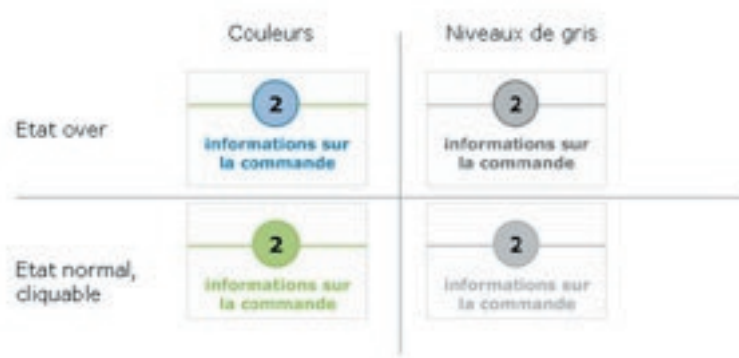 Couleurs
Niveaux de gris
Etat over
2
informations sur
la commande
2
informations sur
la commande
Etat normal,
cliquable
2
informations sur
la commande
2
informations sur
la commande